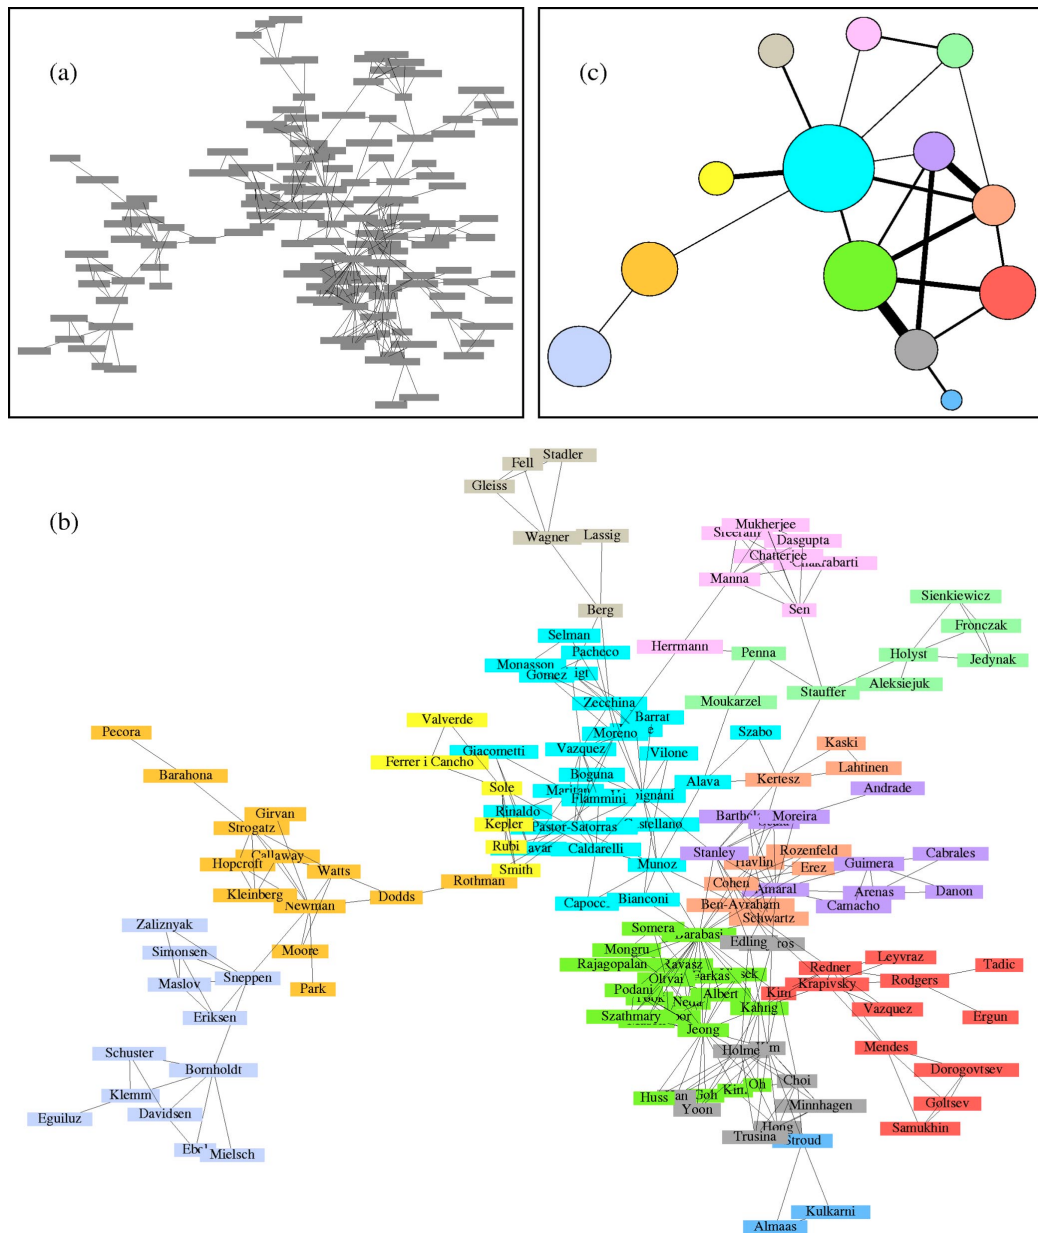 (a)
(c)
(b)
Stadler
Fell
Gleiss
Wagner
Lassig
Mukherjee
Dasgupta
Chatterjee
Manna
Sienkiewicz
Berg
Sen
Fronczak
Selman
Herrmann
Penna
Holyst
Jedynak
Pacheco
Monasson
Gomez
Aleksiejuk
Stauffer
Zecchina
Moukarzel
Valverde
Barrat
Pecora
Moreno
Szabo
Kaski
Giacometti
Vazquez
Vilone
Ferrer i Cancho
Lahtinen
Barahona
Boguna
Alava
Kertesz
Sole
Andrade
Flammini
Girvan
Rinaldo
Moreira
Strogatz
Kepler
Pastor-Satorras
Rubi
Caldarelli
Stanley
Rozenfeld
Cabrales
Callaway
Hopcroft
Watts
Smith
Munoz
Havlin
Erez
Guimera
Rothman
Cohen
Amaral
Arenas
Danon
Kleinberg
Dodds
Newman
Bianconi
Ben-Avraham
Camacho
Schwartz
Zaliznyak
Somera
Barabasi
Edling
Simonsen
Moore
Mongru
Leyvraz
Rajagopalan
Ravasz
Redner
Tadic
Sneppen
Oltvai
Krapivsky
Rodgers
Maslov
Park
Podani
Albert
Kim
Vazquez
Eriksen
Szathmary
Kahng
Ergun
Jeong
Mendes
Schuster
Holme
Bornholdt
Dorogovtsev
Klemm
Huss
Goh
Oh
Choi
Goltsev
Eguiluz
Davidsen
Yoon
Minnhagen
Hong
Samukhin
Trusina
Stroud
Mielsch
Kulkarni
Almaas